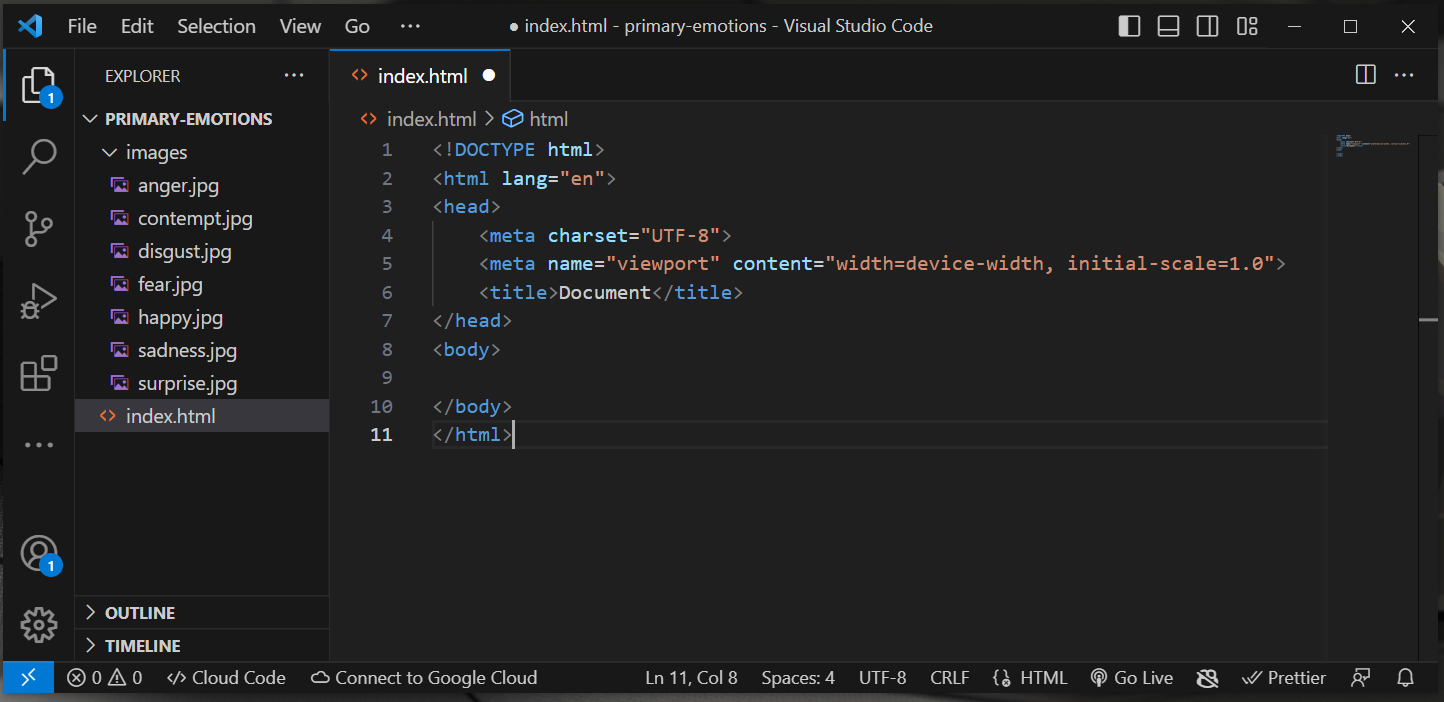 File Edit Selection View Go ··· ● index.html - primary-emotions - Visual Studio Code
EXPLORER ···
1
PRIMARY-EMOTIONS
images
anger.jpg
contempt.jpg
disgust.jpg
fear.jpg
happy.jpg
sadness.jpg
surprise.jpg
index.html
OUTLINE
TIMELINE
1
index.html ●
index.html > html
1 <!DOCTYPE html>
2 <html lang="en">
3 <head>
4     <meta charset="UTF-8">
5     <meta name="viewport" content="width=device-width, initial-scale=1.0">
6     <title>Document</title>
7 </head>
8 <body>
9
10 </body>
11 </html>
0 0 Cloud Code Connect to Google Cloud Ln 11, Col 8 Spaces: 4 UTF-8 CRLF HTML Go Live Prettier